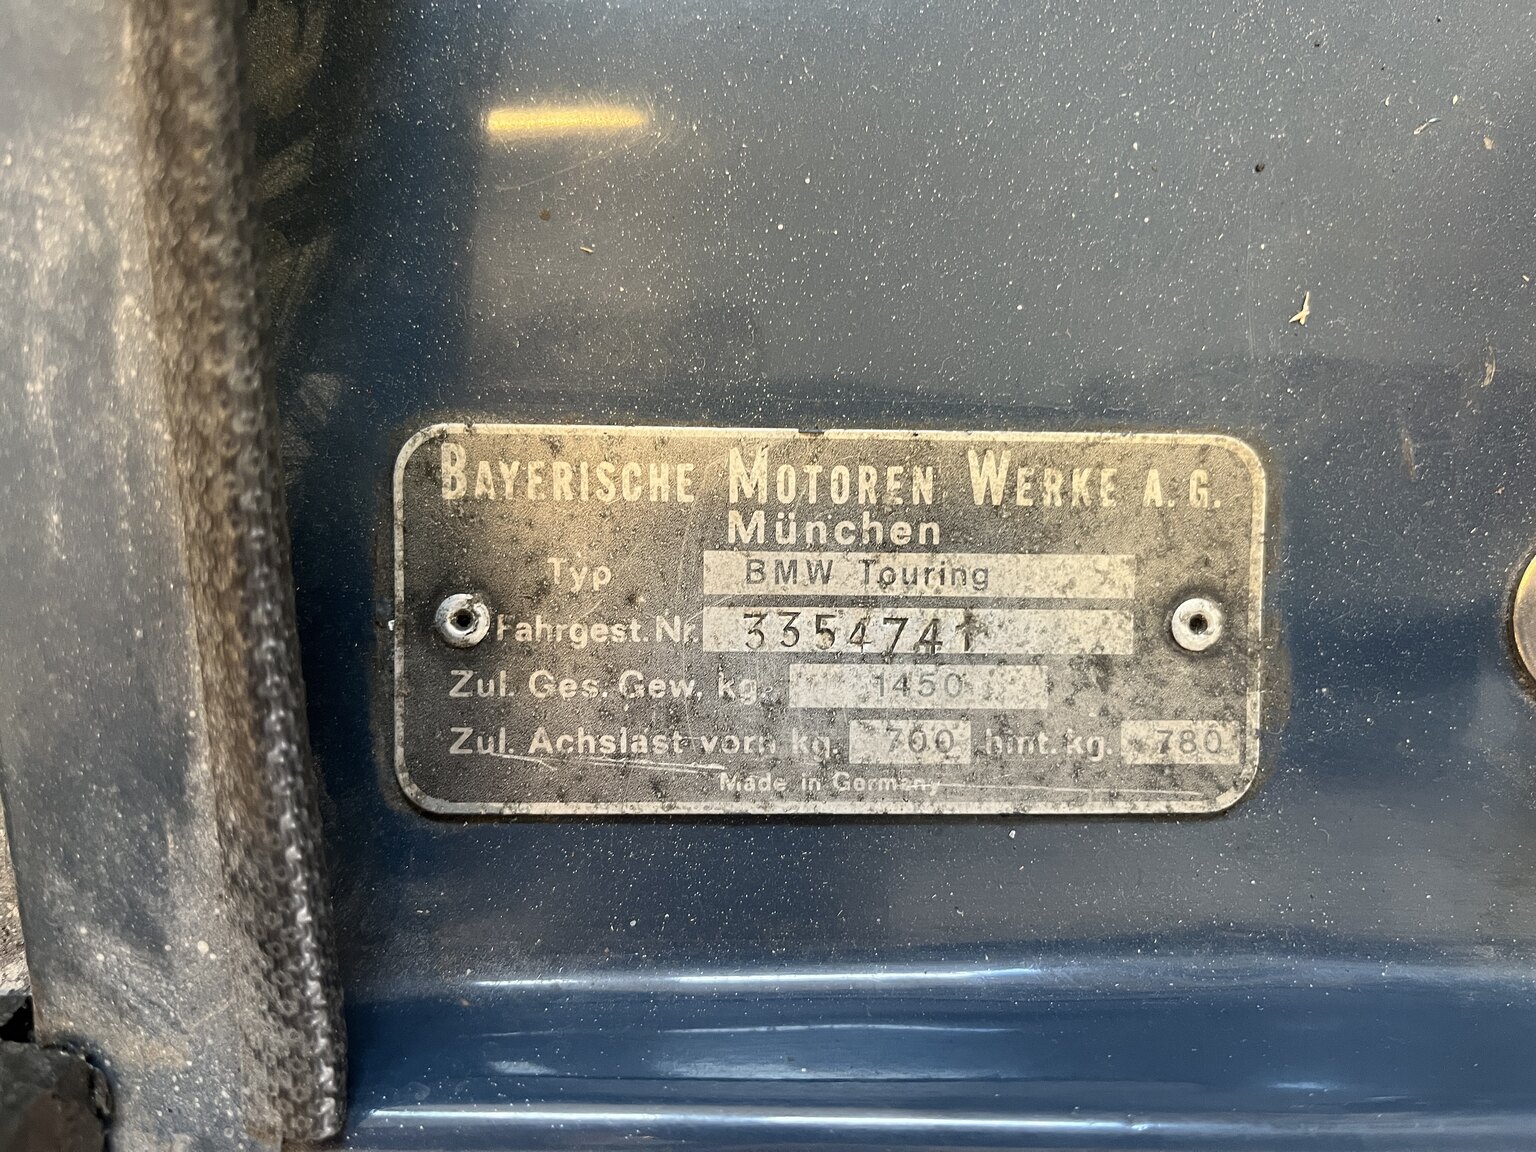 BAYERISCHE MOTOREN WERKE A.G.
München
Typ BMW Touring
Fahrgest.Nr. 3354741
Zul. Ges. Gew. kg. 1450
Zul. Achslast vorn kg. 700 hint. kg. 780
Made in Germany